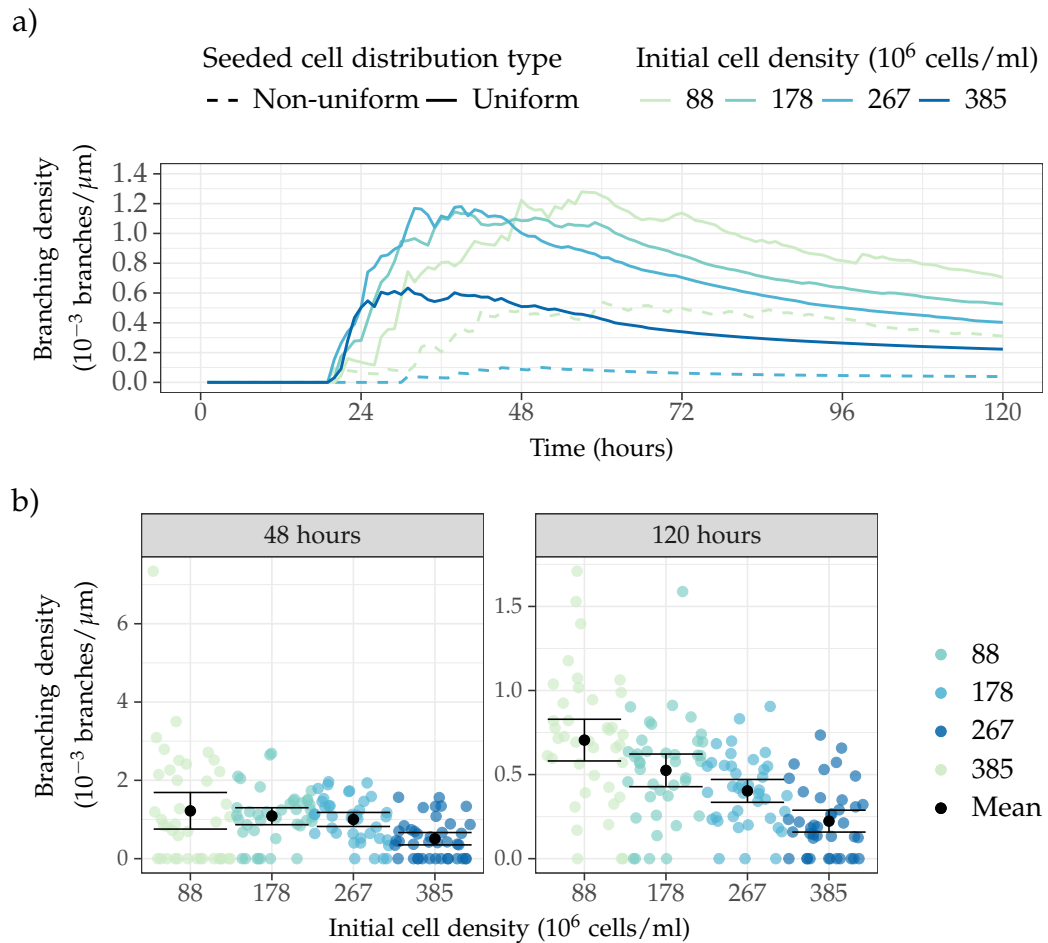 a)
Seeded cell distribution type
Non-uniform Uniform
Initial cell density (10⁶ cells/ml)
88 178 267 385
Branching density
(10⁻³ branches/μm)
1.4
1.2
1.0
0.8
0.6
0.4
0.2
0.0
0 24 48 72 96 120
Time (hours)
b)
48 hours
120 hours
Branching density
(10⁻³ branches/μm)
6
4
2
0
1.5
1.0
0.5
0.0
88 178 267 385
88 178 267 385
Initial cell density (10⁶ cells/ml)
88
178
267
385
Mean